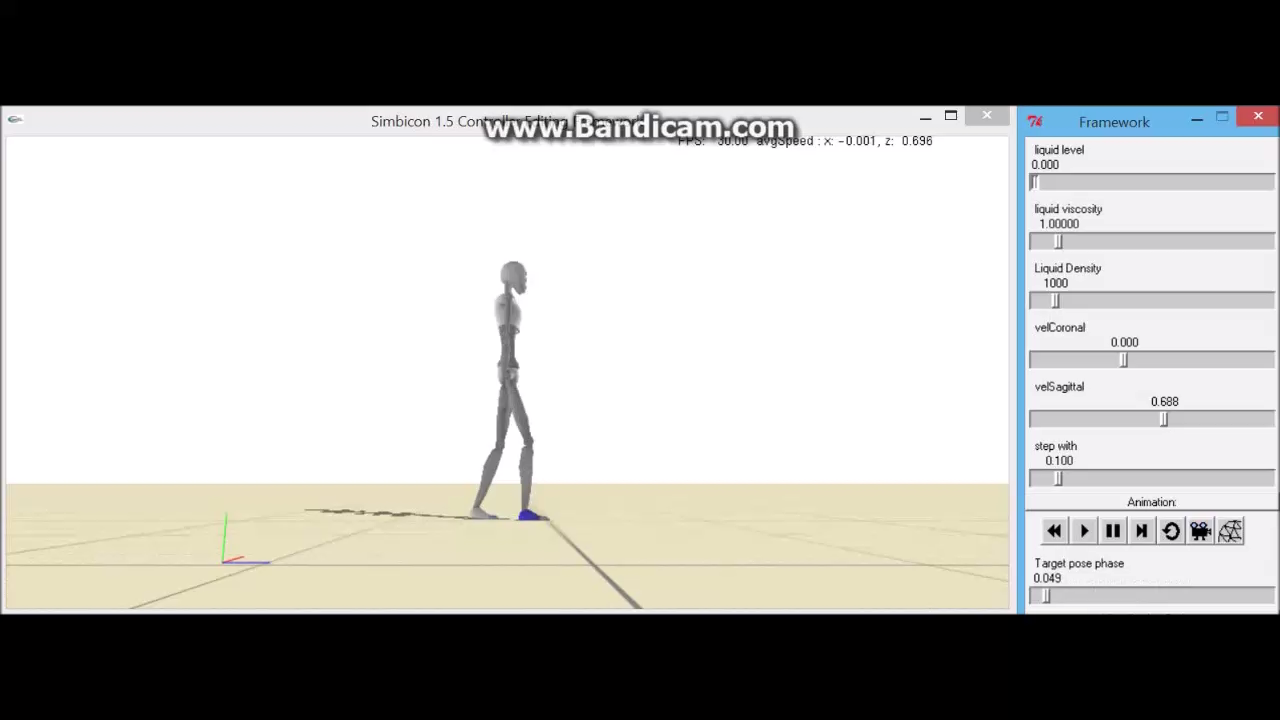 Simbicon 1.5 Controller Editing
www.Bandicam.com
FPS: 30.00 avgSpeed : x: -0.001, z: 0.696
Framework
liquid level
0.000
liquid viscosity
1.00000
Liquid Density
1000
velCoronal
0.000
velSagittal
0.688
step with
0.100
Animation:
Target pose phase
0.049